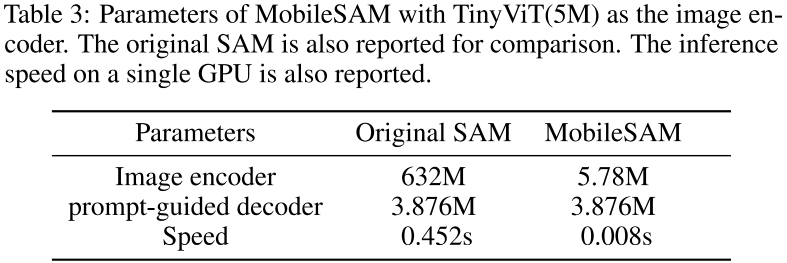 Table 3: Parameters of MobileSAM with TinyViT(5M) as the image en-
coder. The original SAM is also reported for comparison. The inference
speed on a single GPU is also reported.
Parameters Original SAM MobileSAM
Image encoder 632M 5.78M
prompt-guided decoder 3.876M 3.876M
Speed 0.452s 0.008s